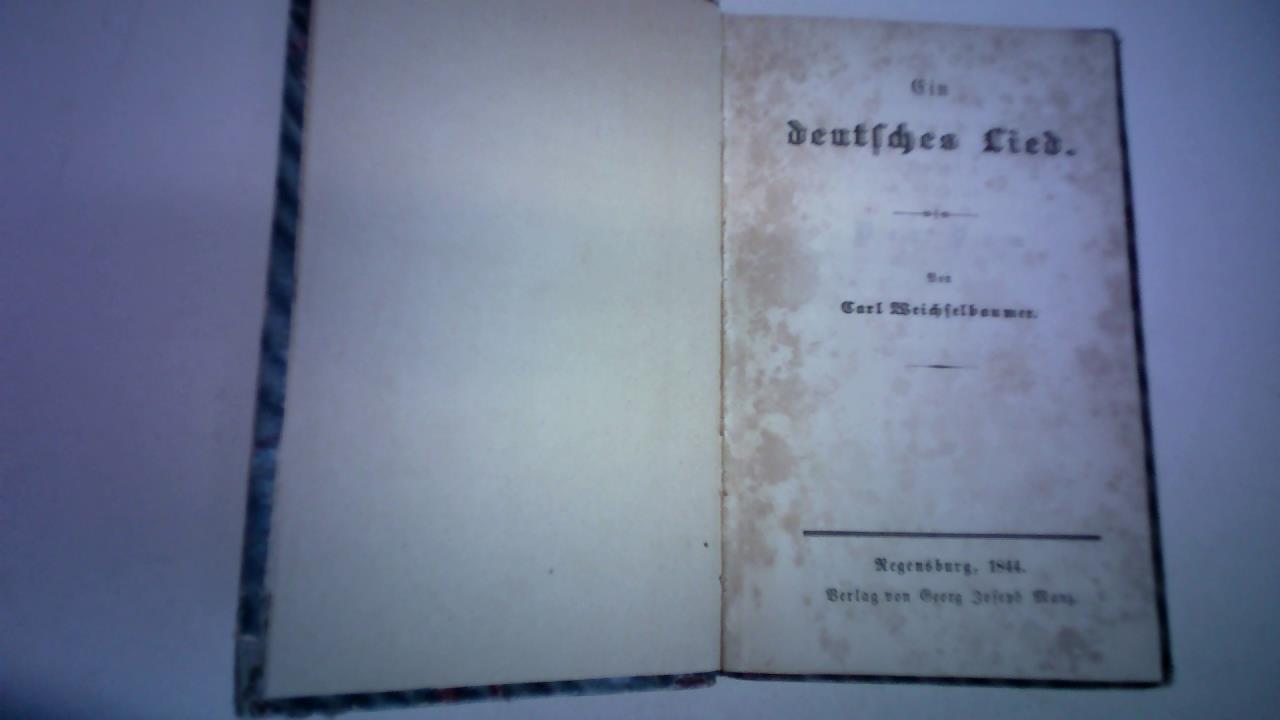 Ein
deutsches Lied.
Von
Carl Weichselbaumer.
Regensburg, 1844.
Verlag von Georg Joseph Manz.